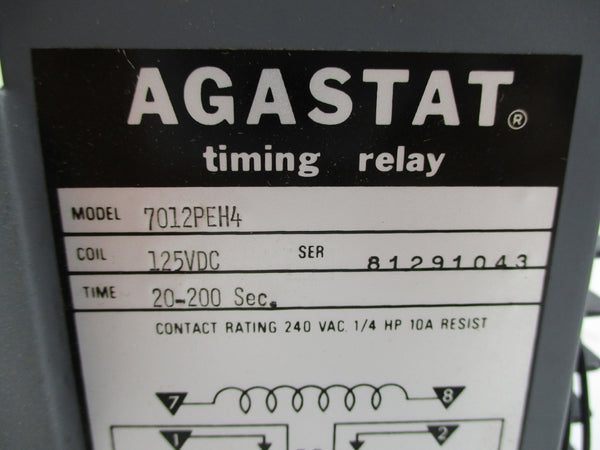 AGASTAT®
timing relay
MODEL 7012PEH4
COIL 125VDC SER 81291043
TIME 20-200 Sec.
CONTACT RATING 240 VAC. 1/4 HP 10A RESIST
7 8
1 2